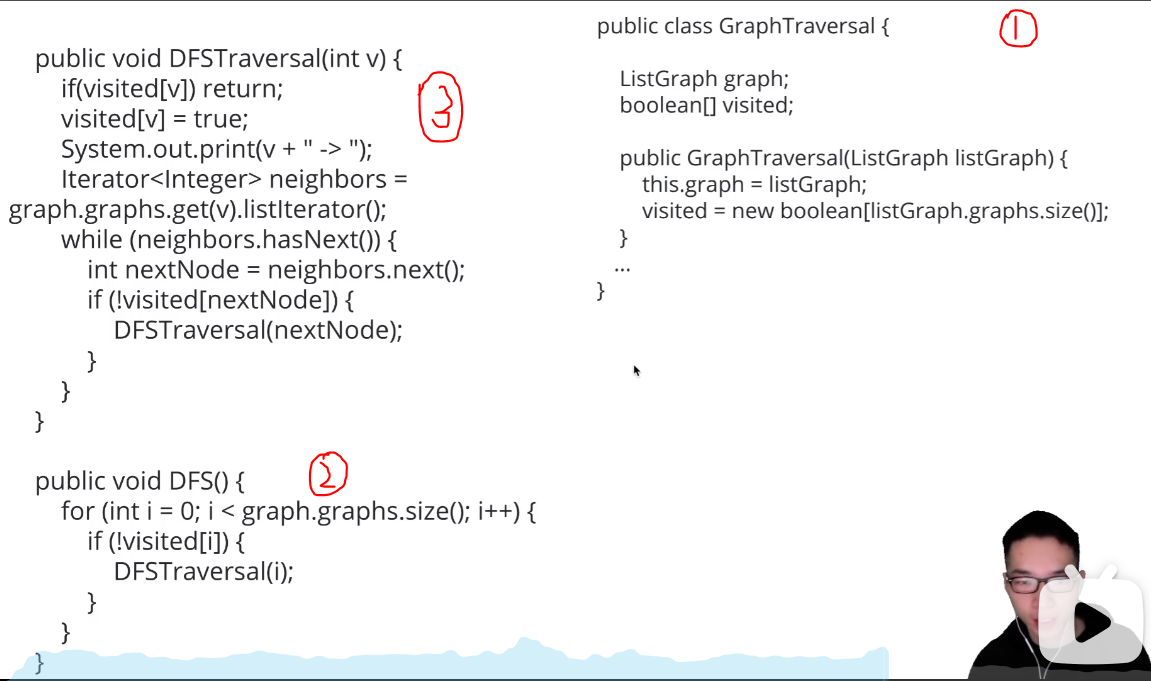 public class GraphTraversal {
①
ListGraph graph;
boolean[] visited;
public GraphTraversal(ListGraph listGraph) {
this.graph = listGraph;
visited = new boolean[listGraph.graphs.size()];
}
...
}
public void DFS() {
②
for (int i = 0; i < graph.graphs.size(); i++) {
if (!visited[i]) {
DFSTraversal(i);
}
}
}
public void DFSTraversal(int v) {
③
if(visited[v]) return;
visited[v] = true;
System.out.print(v + " -> ");
Iterator<Integer> neighbors =
graph.graphs.get(v).listIterator();
while (neighbors.hasNext()) {
int nextNode = neighbors.next();
if (!visited[nextNode]) {
DFSTraversal(nextNode);
}
}
}